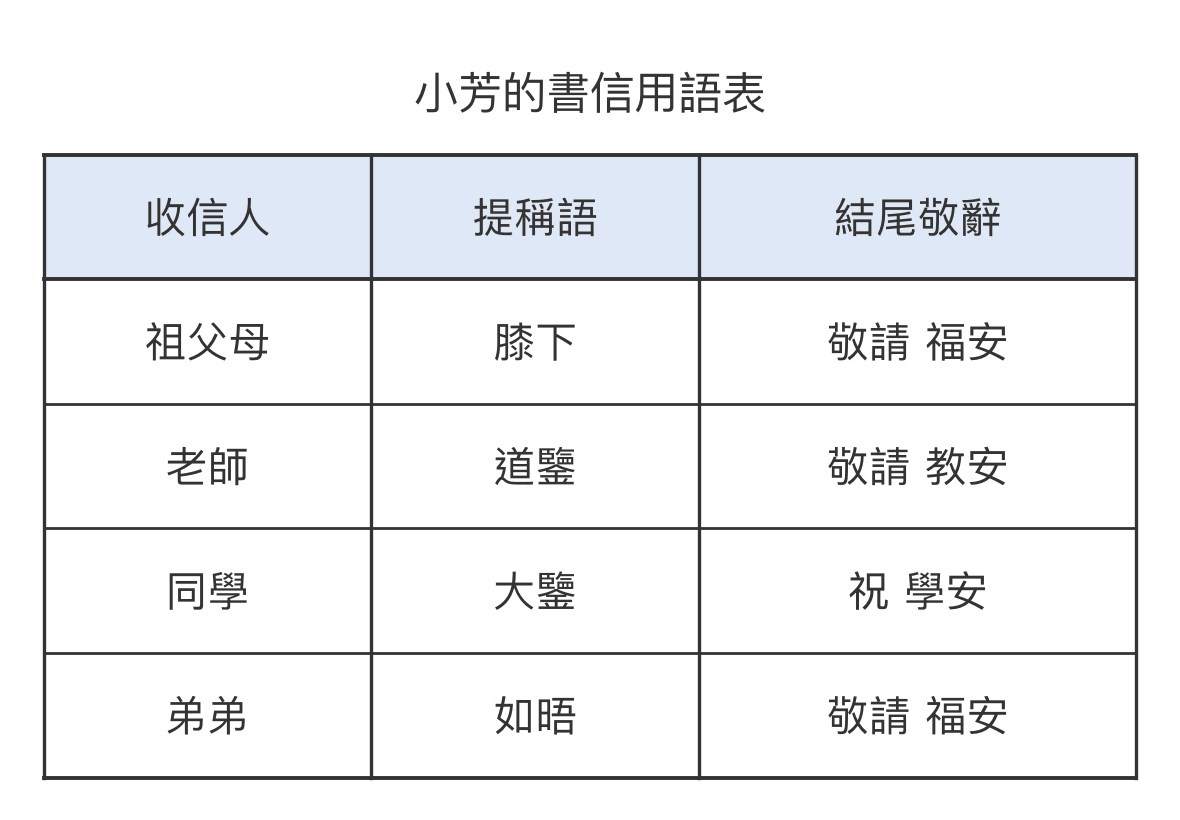 小芳的書信用語表
收信人 提稱語 結尾敬辭
祖父母 膝下 敬請 福安
老師 道鑒 敬請 教安
同學 大鑒 祝 學安
弟弟 如晤 敬請 福安